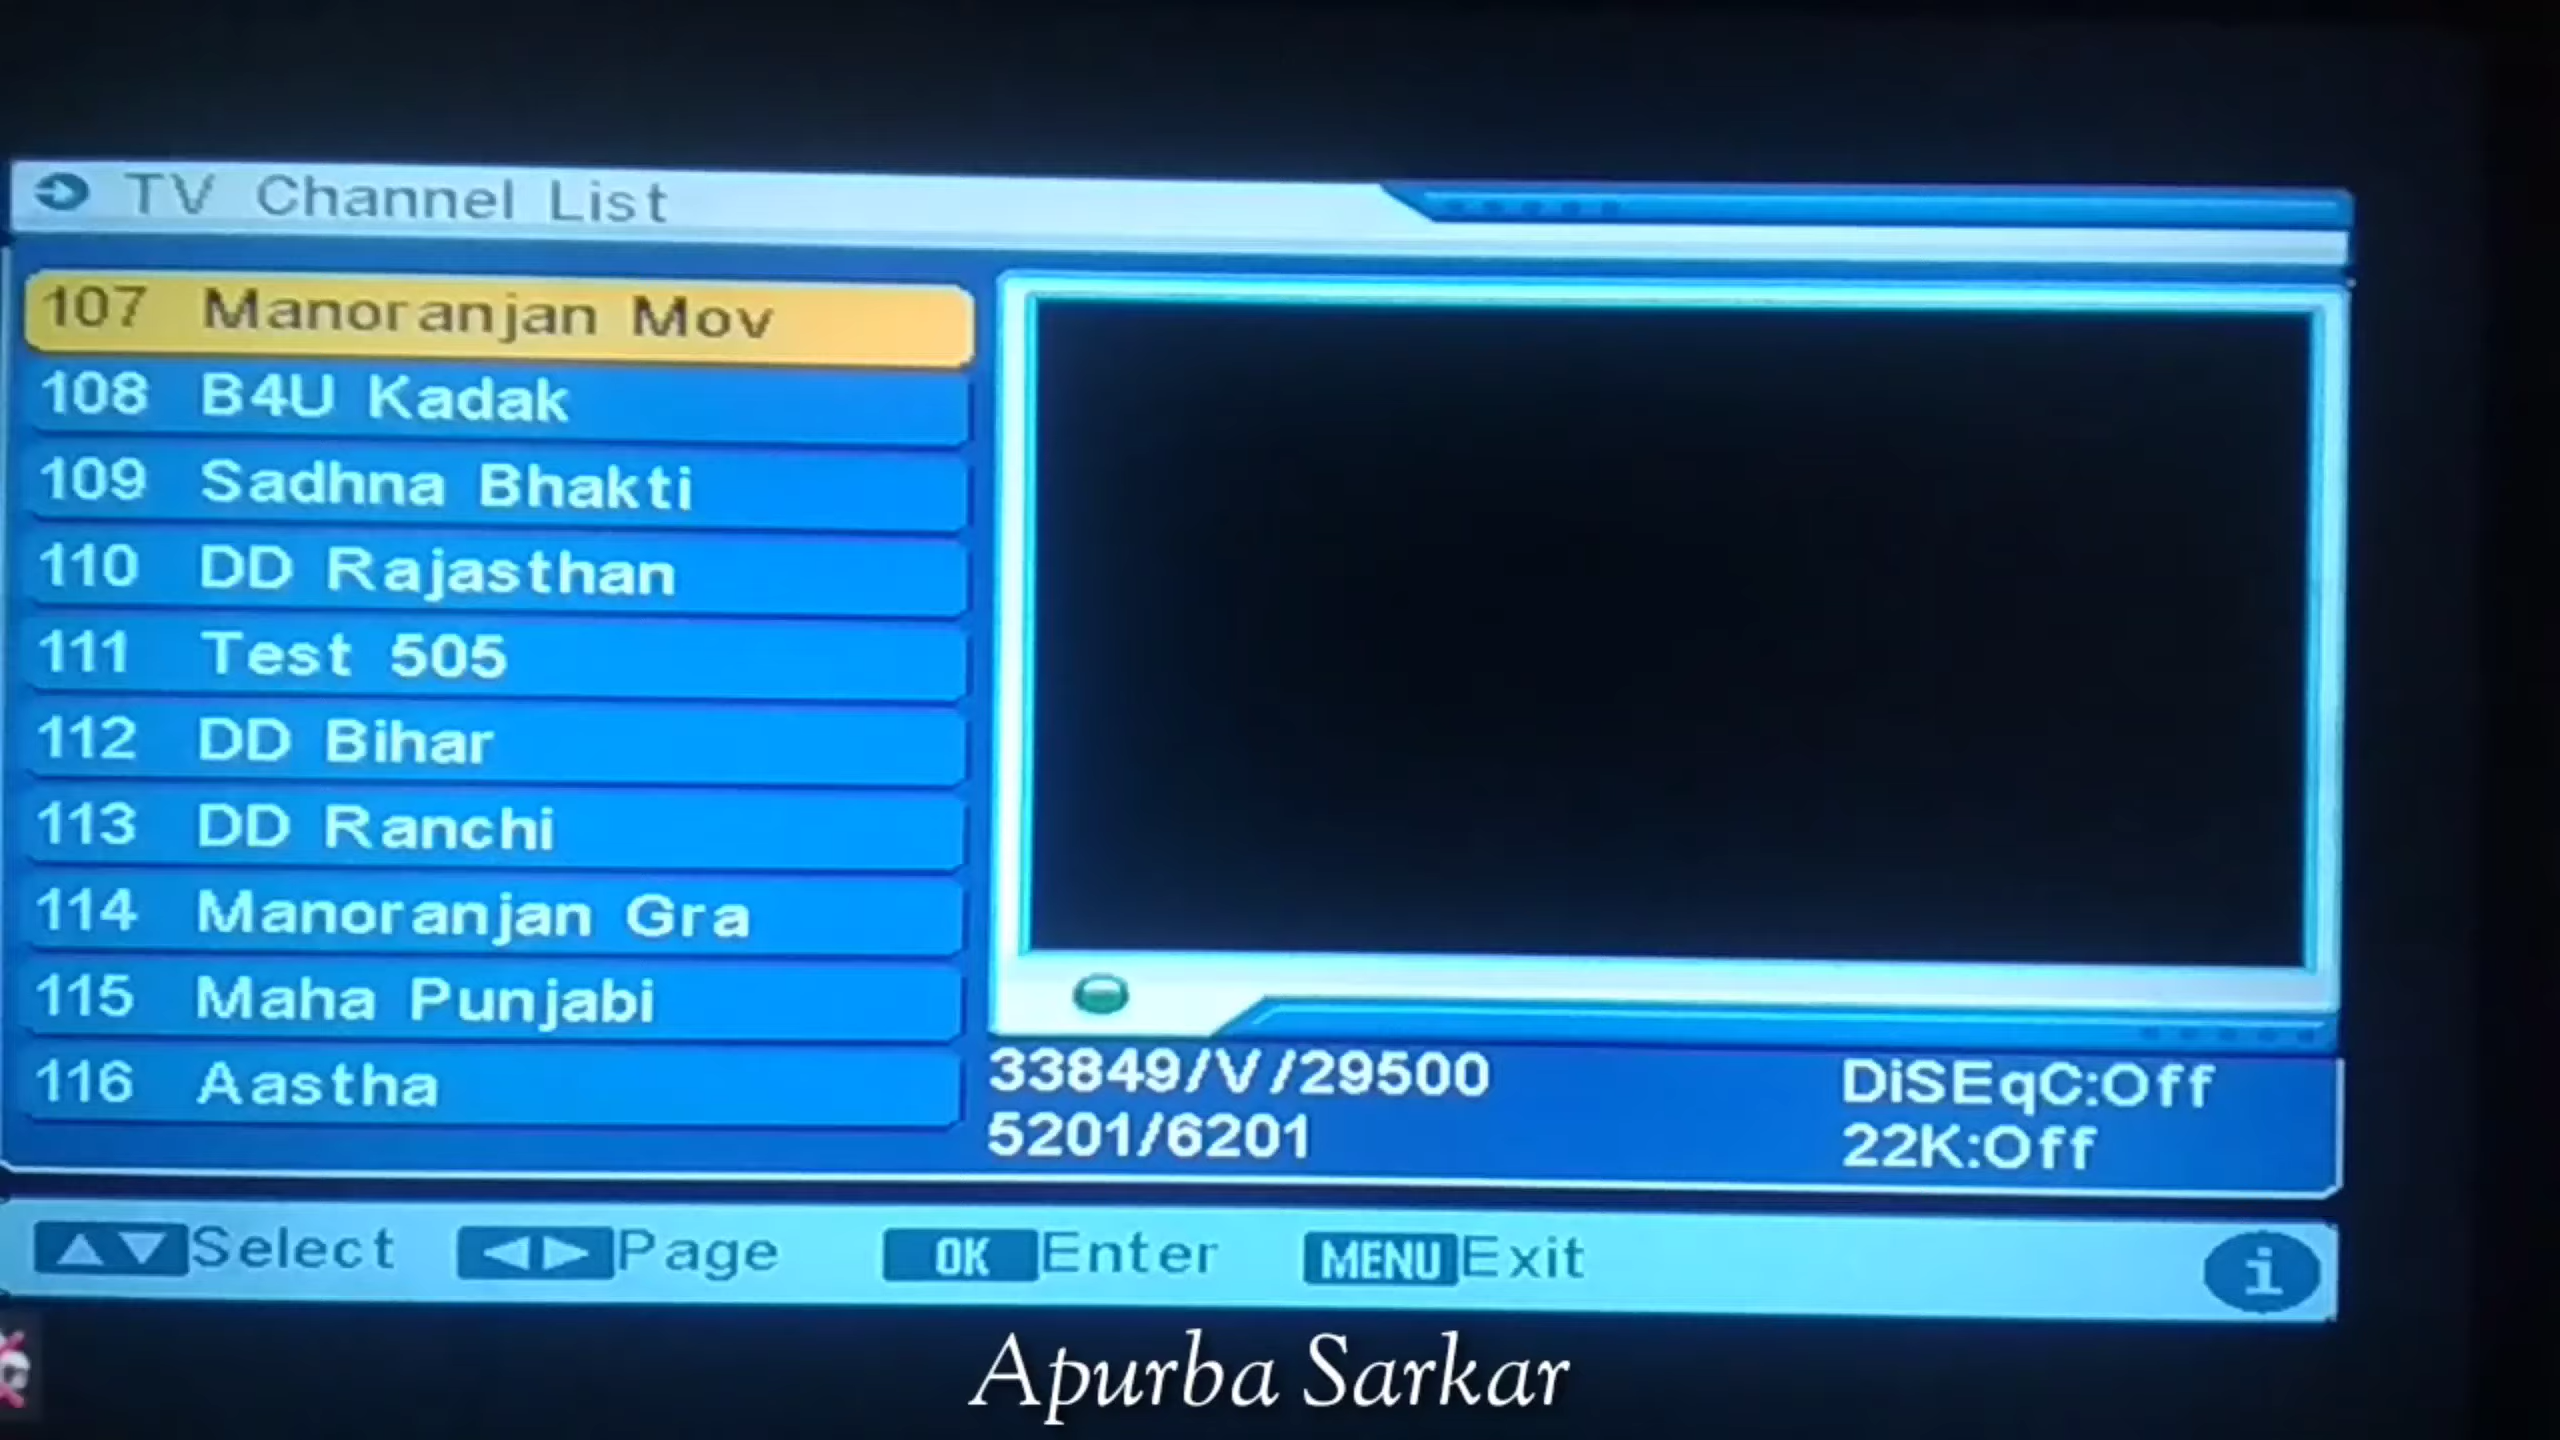 TV Channel List
107 Manoranjan Mov
108 B4U Kadak
109 Sadhna Bhakti
110 DD Rajasthan
111 Test 505
112 DD Bihar
113 DD Ranchi
114 Manoranjan Gra
115 Maha Punjabi
116 Aastha
33849/V/29500
DiSEqC:Off
5201/6201
22K:Off
Select Page OK Enter MENU Exit i
Apurba Sarkar